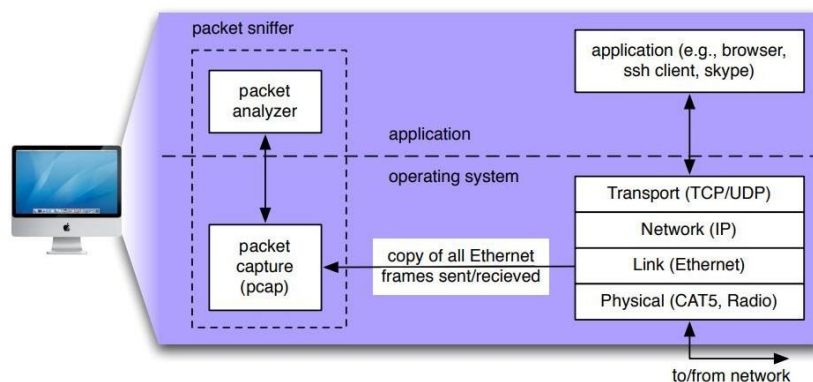 packet sniffer
packet
analyzer
application
operating system
packet
capture
(pcap)
copy of all Ethernet
frames sent/recieved
application (e.g., browser,
ssh client, skype)
Transport (TCP/UDP)
Network (IP)
Link (Ethernet)
Physical (CAT5, Radio)
to/from network